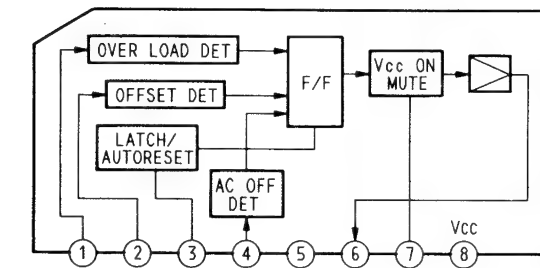 OVER LOAD DET
OFFSET DET
LATCH/
AUTORESET
AC OFF
DET
F/F
Vcc ON
MUTE
Vcc
1 2 3 4 5 6 7 8